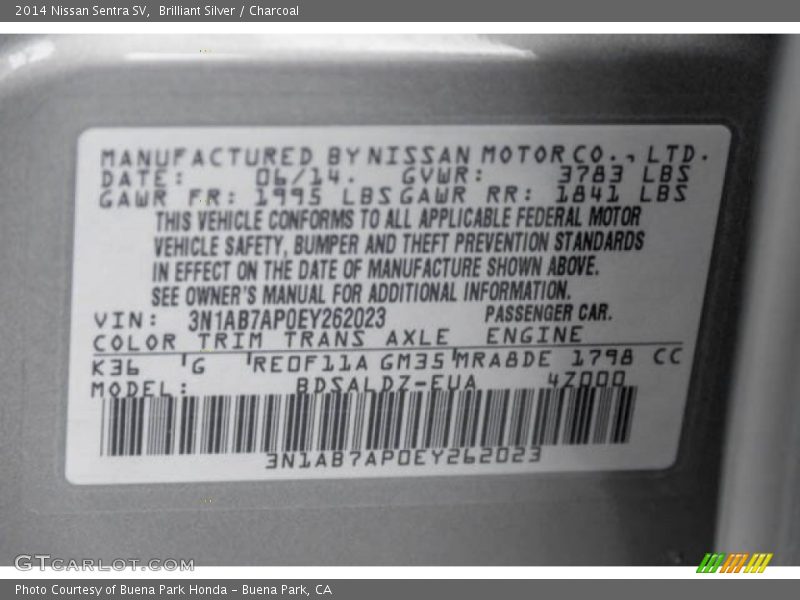 2014 Nissan Sentra SV, Brilliant Silver / Charcoal
MANUFACTURED BY NISSAN MOTOR CO., LTD.
DATE: 06/14. GVWR: 3783 LBS
GAWR FR: 1995 LBS GAWR RR: 1841 LBS
THIS VEHICLE CONFORMS TO ALL APPLICABLE FEDERAL MOTOR
VEHICLE SAFETY, BUMPER AND THEFT PREVENTION STANDARDS
IN EFFECT ON THE DATE OF MANUFACTURE SHOWN ABOVE.
SEE OWNER'S MANUAL FOR ADDITIONAL INFORMATION.
VIN: 3N1AB7AP0EY262023 PASSENGER CAR.
COLOR TRIM TRANS AXLE ENGINE
K36 G RE0F11A GM35 MRA8DE 1798 CC
MODEL: BDSALDZ-EUA 4Z000
3N1AB7AP0EY262023
GTCARLOT.COM
Photo Courtesy of Buena Park Honda - Buena Park, CA